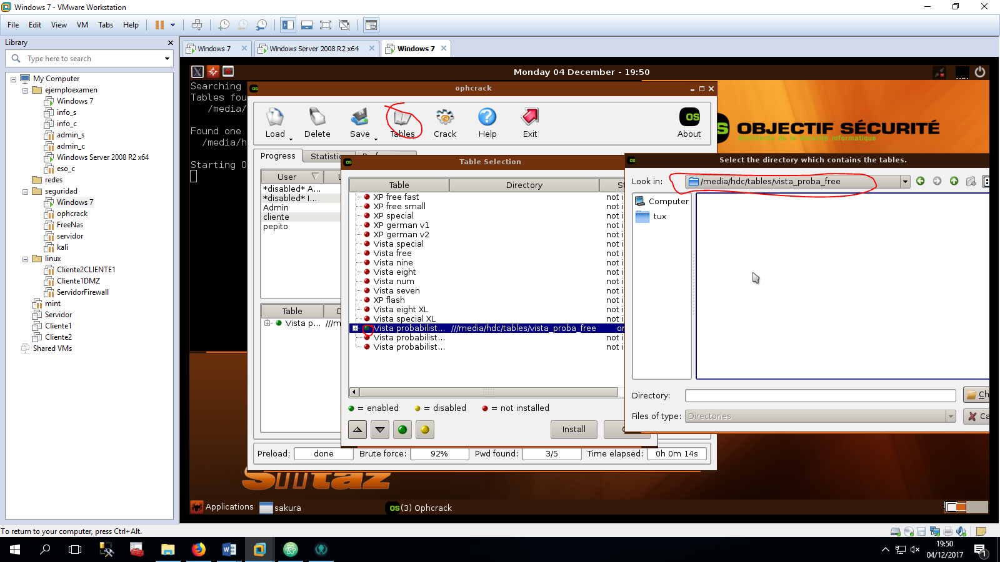 Windows 7 - VMware Workstation
File Edit View VM Tabs Help
Library
Type here to search
My Computer
ejemploexamen
Windows 7
info_s
info_c
admin_s
admin_c
Windows Server 2008 R2 x64
eso_c
redes
seguridad
Windows 7
ophcrack
FreeNas
servidor
kali
linux
Cliente2CLIENTE1
Cliente1DMZ
ServidorFirewall
mint
Servidor
Cliente1
Cliente2
Shared VMs
Windows 7
Windows Server 2008 R2 x64
Windows 7
Monday 04 December - 19:50
Searching
Tables fou
/media/
Found one
/media/h
Starting O
OBJECTIF SÉCURITÉ
ophcrack
Load
Delete
Save
Tables
Crack
Help
Exit
OS
About
Progress
Statistic
User
*disabled* A...
*disabled* I...
Admin
cliente
pepito
Table
D
Vista p... ///m
Preload: done
Brute force: 92%
Pwd found: 3/5
Time elapsed: 0h 0m 14s
Table Selection
Table Directory St
XP free fast not i
XP free small not i
XP special not i
XP german v1 not i
XP german v2 not i
Vista special not i
Vista free not i
Vista nine not i
Vista eight not i
Vista num not i
Vista seven not i
XP flash not i
Vista eight XL not i
Vista special XL not i
Vista probabilist... ///media/hdc/tables/vista_proba_free or
Vista probabilist... not i
Vista probabilist... not i
= enabled
= disabled
= not installed
Install
Select the directory which contains the tables.
Look in: /media/hdc/tables/vista_proba_free
Computer
tux
Directory:
Ch
Files of type: Directories
Ca
Slitaz
Applications
sakura
(3) Ophcrack
To return to your computer, press Ctrl+Alt.
19:50
04/12/2017
1